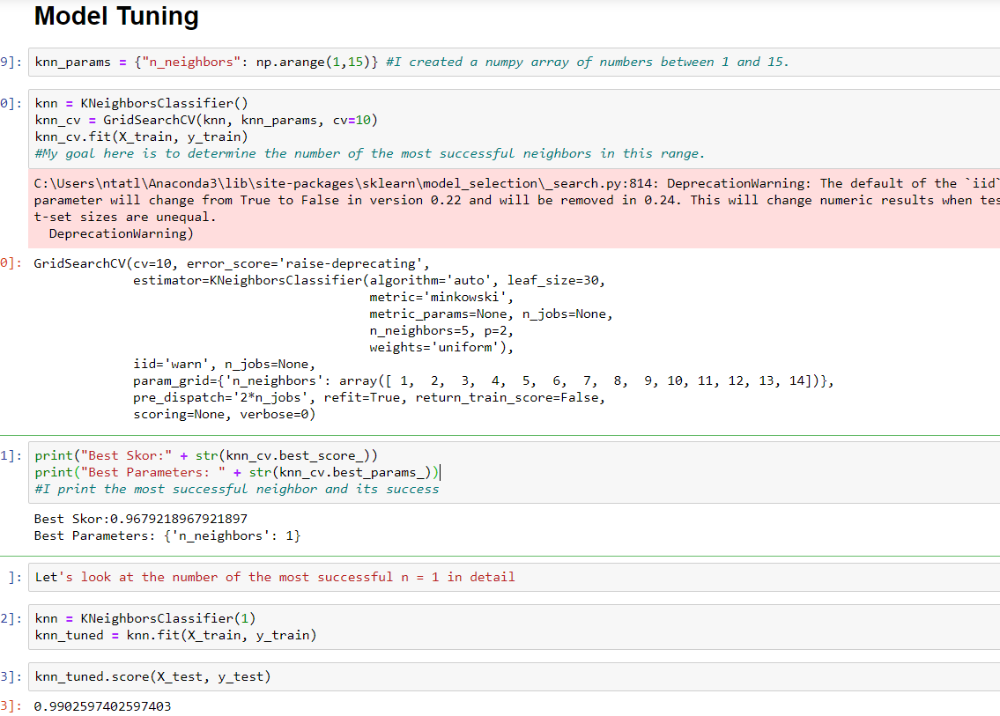 Model Tuning
9]: knn_params = {"n_neighbors": np.arange(1,15)} #I created a numpy array of numbers between 1 and 15.
0]: knn = KNeighborsClassifier()
knn_cv = GridSearchCV(knn, knn_params, cv=10)
knn_cv.fit(X_train, y_train)
#My goal here is to determine the number of the most successful neighbors in this range.
C:\Users\ntatl\Anaconda3\lib\site-packages\sklearn\model_selection\_search.py:814: DeprecationWarning: The default of the `iid`
parameter will change from True to False in version 0.22 and will be removed in 0.24. This will change numeric results when tes
t-set sizes are unequal.
DeprecationWarning)
0]: GridSearchCV(cv=10, error_score='raise-deprecating',
estimator=KNeighborsClassifier(algorithm='auto', leaf_size=30,
metric='minkowski',
metric_params=None, n_jobs=None,
n_neighbors=5, p=2,
weights='uniform'),
iid='warn', n_jobs=None,
param_grid={'n_neighbors': array([ 1,  2,  3,  4,  5,  6,  7,  8,  9, 10, 11, 12, 13, 14])},
pre_dispatch='2*n_jobs', refit=True, return_train_score=False,
scoring=None, verbose=0)
1]: print("Best Skor:" + str(knn_cv.best_score_))
print("Best Parameters: " + str(knn_cv.best_params_))
#I print the most successful neighbor and its success
Best Skor:0.9679218967921897
Best Parameters: {'n_neighbors': 1}
]: Let's look at the number of the most successful n = 1 in detail
2]: knn = KNeighborsClassifier(1)
knn_tuned = knn.fit(X_train, y_train)
3]: knn_tuned.score(X_test, y_test)
3]: 0.9902597402597403